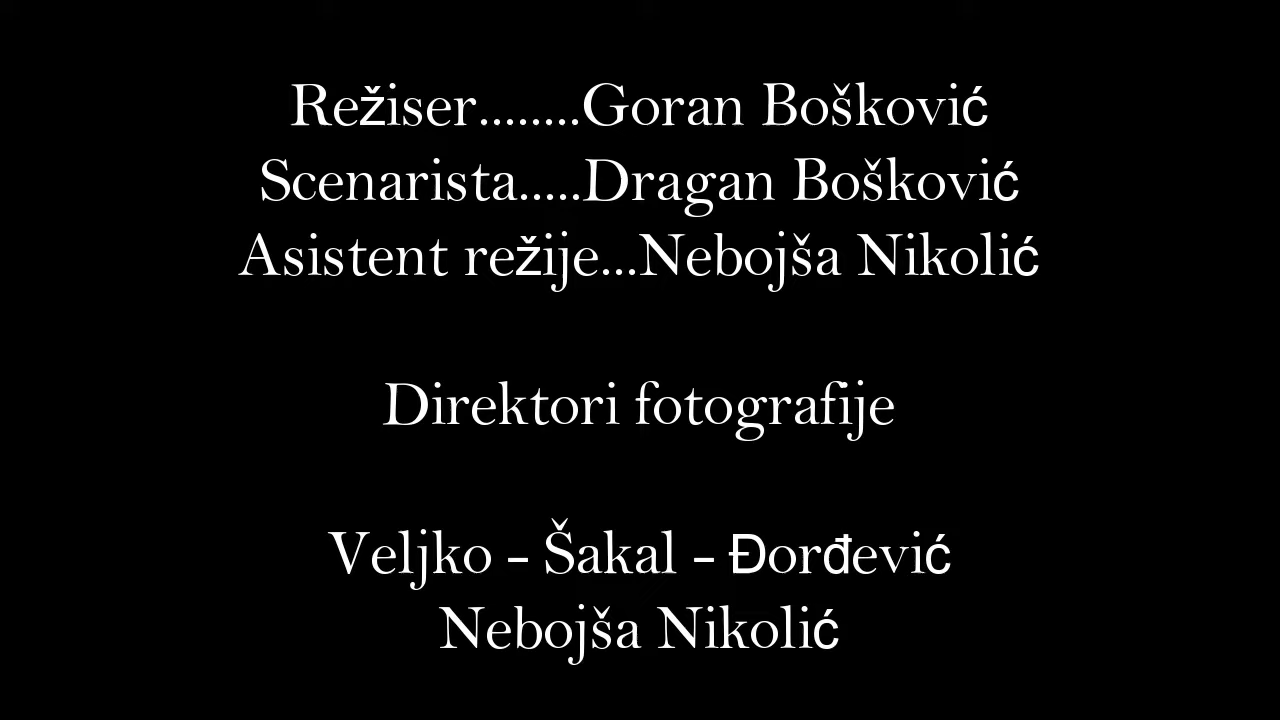 Režiser........Goran Bošković
Scenarista.....Dragan Bošković
Asistent režije...Nebojša Nikolić
Direktori fotografije
Veljko - Šakal - Đorđević
Nebojša Nikolić